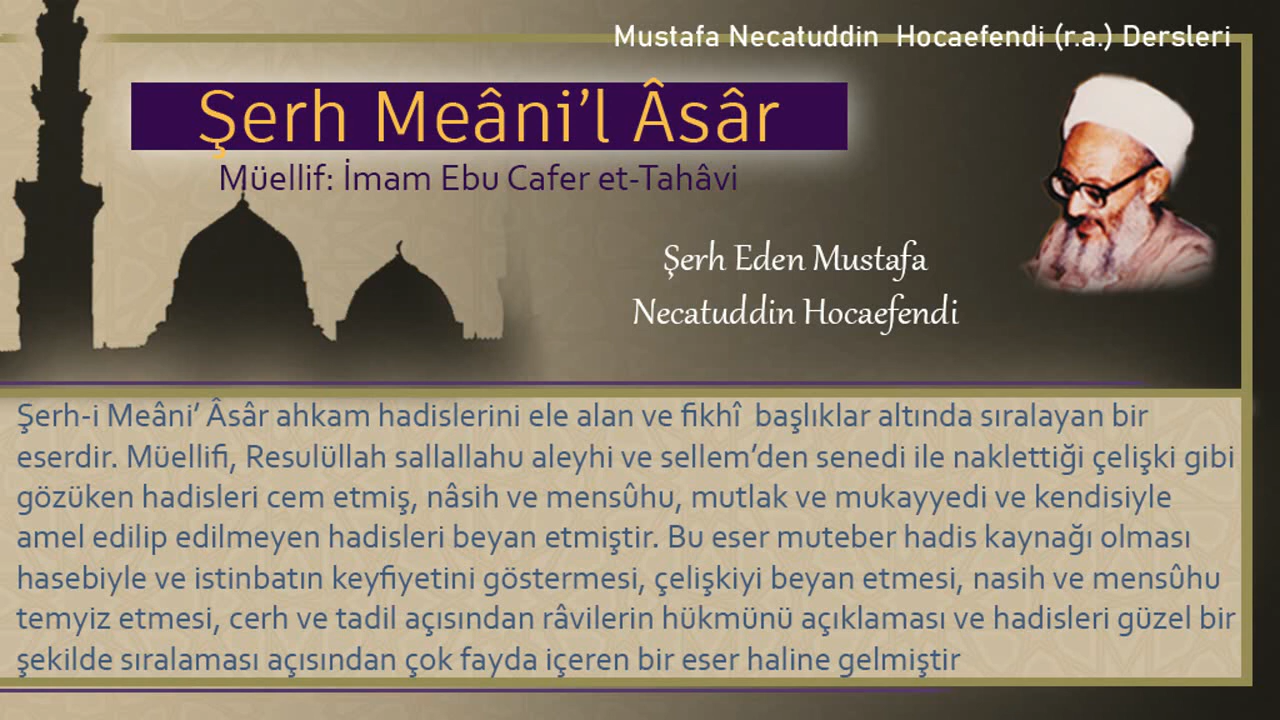 Mustafa Necatuddin Hocaefendi (r.a.) Dersleri
Şerh Meâni’l Âsâr
Müellif: İmam Ebu Cafer et-Tahâvi
Şerh Eden Mustafa
Necatuddin Hocaefendi
Şerh-i Meâni’ Âsâr ahkam hadislerini ele alan ve fikhî başlıklar altında sıralayan bir
eserdir. Müellifi, Resulüllah sallallahu aleyhi ve sellem’den senedi ile naklettiği çelişki gibi
gözüken hadisleri cem etmiş, nâsih ve mensûhu, mutlak ve mukayyedi ve kendisiyle
amel edilip edilmeyen hadisleri beyan etmiştir. Bu eser muteber hadis kaynağı olması
hasebiyle ve istinbatın keyfiyetini göstermesi, çelişkiyi beyan etmesi, nasih ve mensûhu
temyiz etmesi, cerh ve tadil açısından râvilerin hükmünü açıklaması ve hadisleri güzel bir
şekilde sıralaması açısından çok fayda içeren bir eser haline gelmiştir